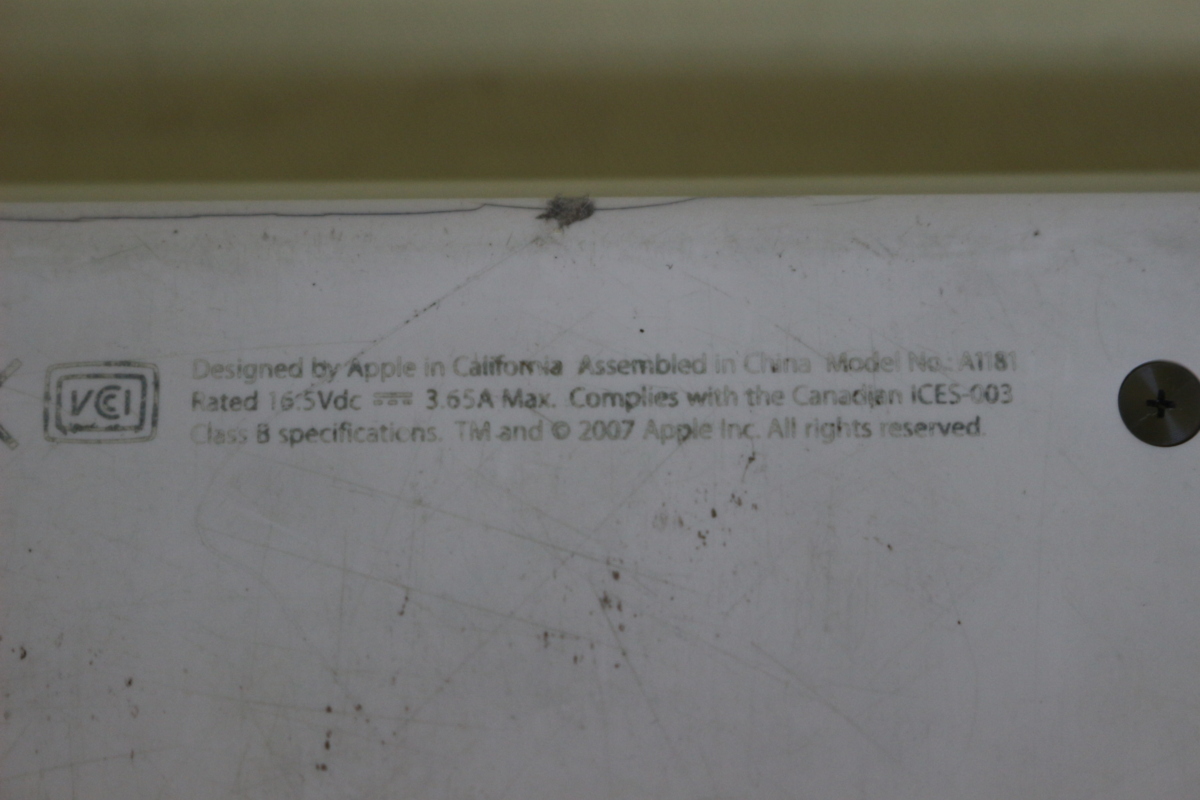 VCI
Designed by Apple in California Assembled in China Model No.: A1181
Rated 16.5Vdc ⎓ 3.65A Max. Complies with the Canadian ICES-003
Class B specifications. TM and © 2007 Apple Inc. All rights reserved.